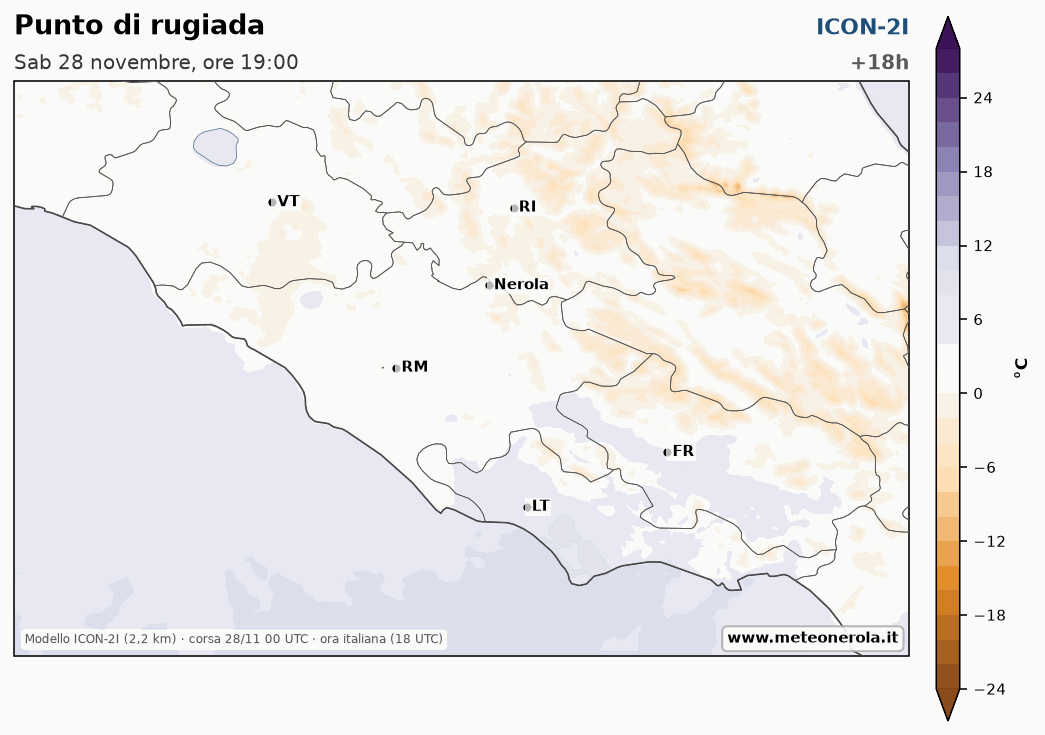 Punto di rugiada
ICON-2I
Sab 28 novembre, ore 19:00
+18h
VT
RI
Nerola
RM
FR
LT
24
18
12
6
0
−6
−12
−18
−24
°C
Modello ICON-2I (2,2 km) · corsa 28/11 00 UTC · ora italiana (18 UTC)
www.meteonerola.it